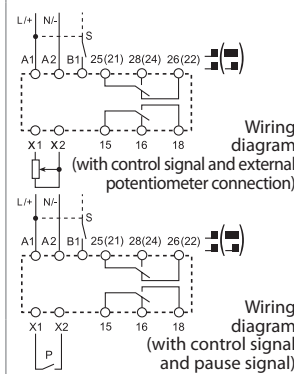 L/+ N/-
S
A1 A2 B1 25(21) 28(24) 26(22)
X1 X2 15 16 18
Wiring
diagram
(with control signal and external
potentiometer connection)
L/+ N/-
S
A1 A2 B1 25(21) 28(24) 26(22)
X1 X2 15 16 18
P
Wiring
diagram
(with control signal
and pause signal)